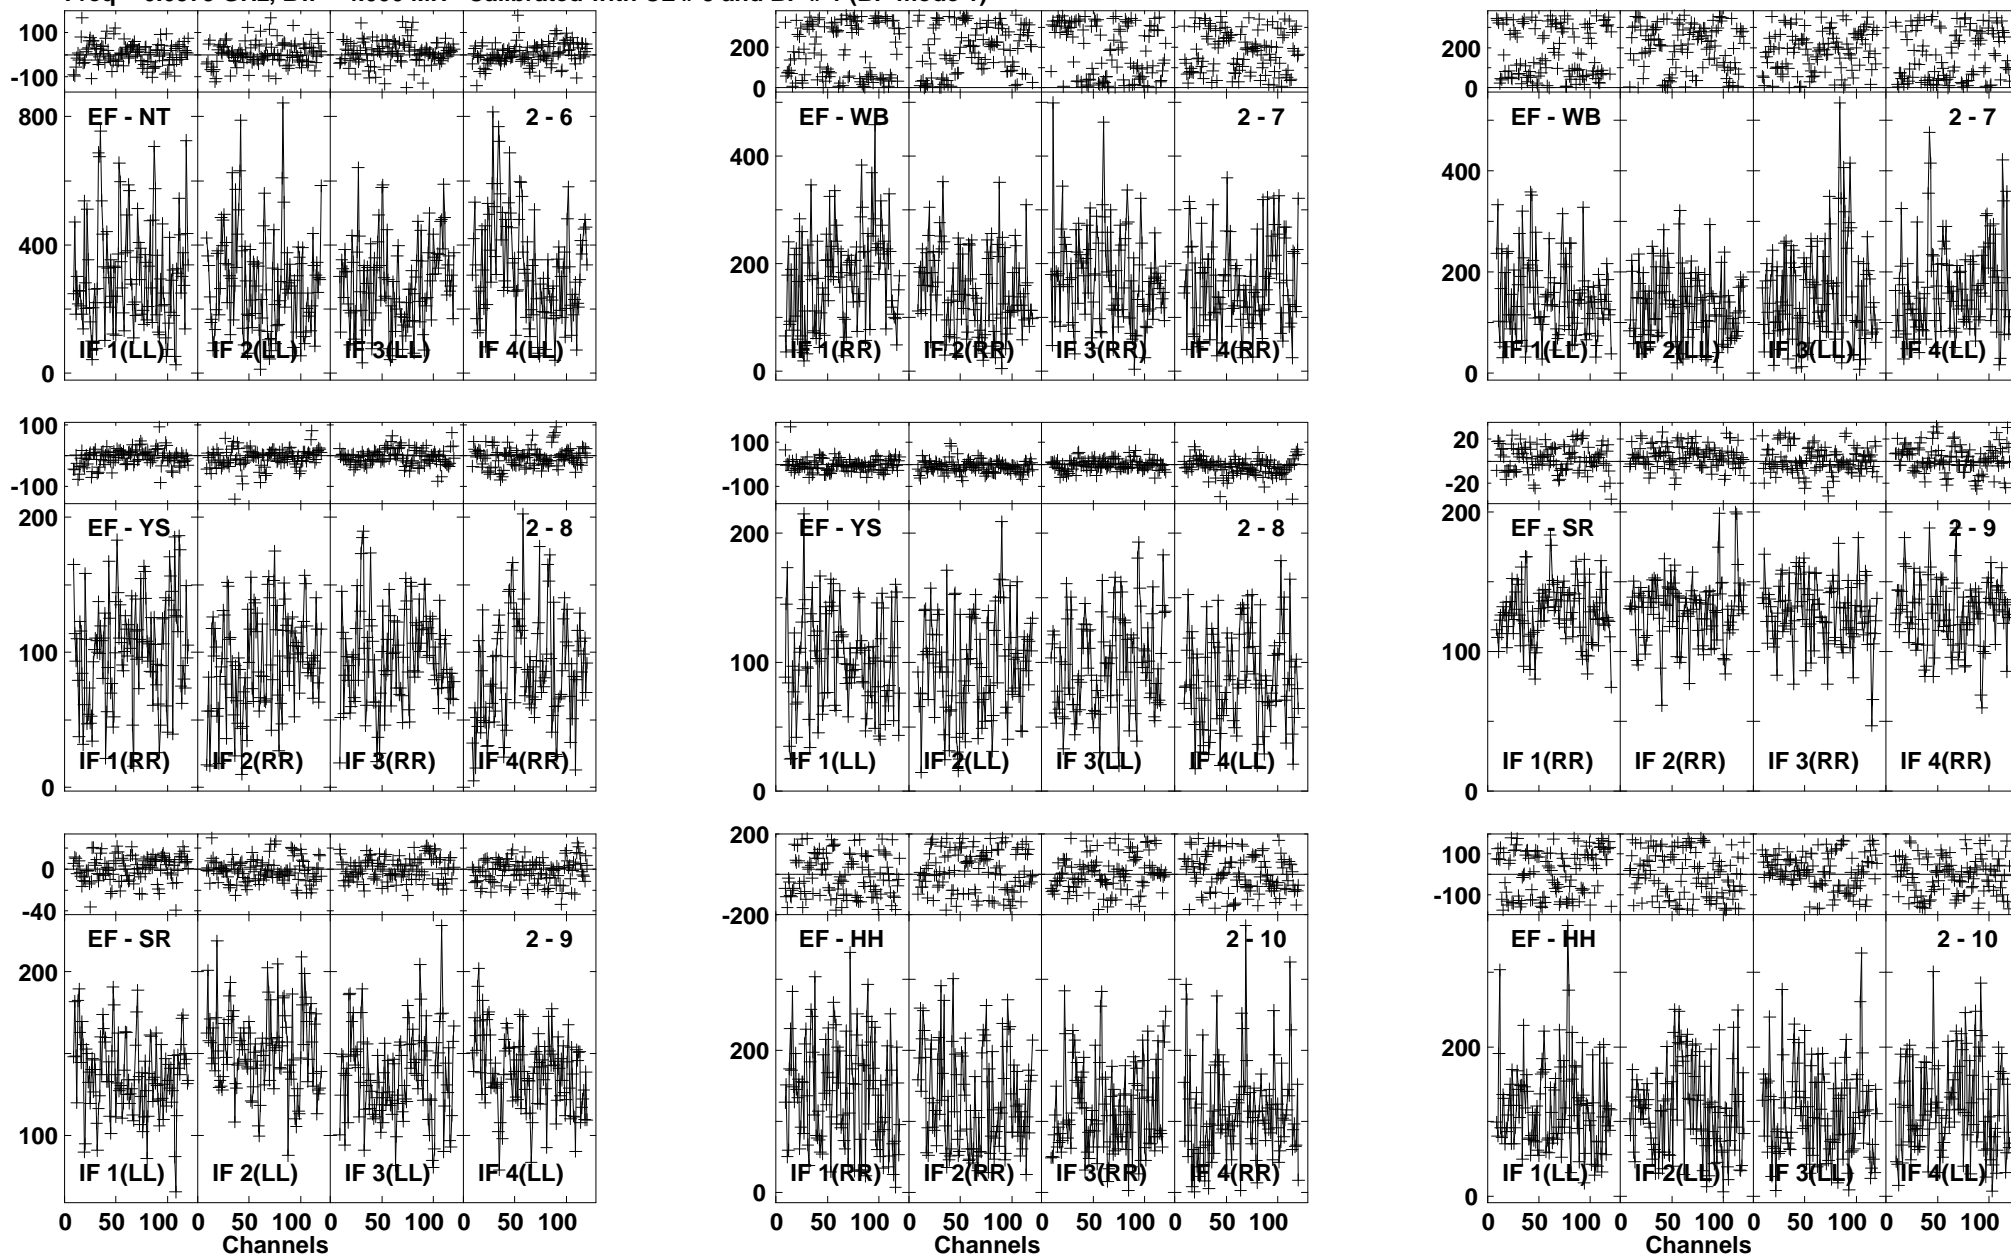 100
-100
EF - NT
2 - 6
800
400
0
IF 1(LL)
IF 2(LL)
IF 3(LL)
IF 4(LL)
200
0
EF - WB
2 - 7
400
200
0
IF 1(RR)
IF 2(RR)
IF 3(RR)
IF 4(RR)
200
0
EF - WB
2 - 7
400
200
0
IF 1(LL)
IF 2(LL)
IF 3(LL)
IF 4(LL)
100
-100
EF - YS
2 - 8
200
100
0
IF 1(RR)
IF 2(RR)
IF 3(RR)
IF 4(RR)
100
-100
EF - YS
2 - 8
200
100
0
IF 1(LL)
IF 2(LL)
IF 3(LL)
IF 4(LL)
20
-20
EF - SR
2 - 9
200
100
0
IF 1(RR)
IF 2(RR)
IF 3(RR)
IF 4(RR)
0
-40
EF - SR
2 - 9
200
100
IF 1(LL)
IF 2(LL)
IF 3(LL)
IF 4(LL)
0 50 100 0 50 100 0 50 100 0 50 100
Channels
200
-200
EF - HH
2 - 10
200
0
IF 1(RR)
IF 2(RR)
IF 3(RR)
IF 4(RR)
0 50 100 0 50 100 0 50 100 0 50 100
Channels
100
-100
EF - HH
2 - 10
200
0
IF 1(LL)
IF 2(LL)
IF 3(LL)
IF 4(LL)
0 50 100 0 50 100 0 50 100 0 50 100
Channels